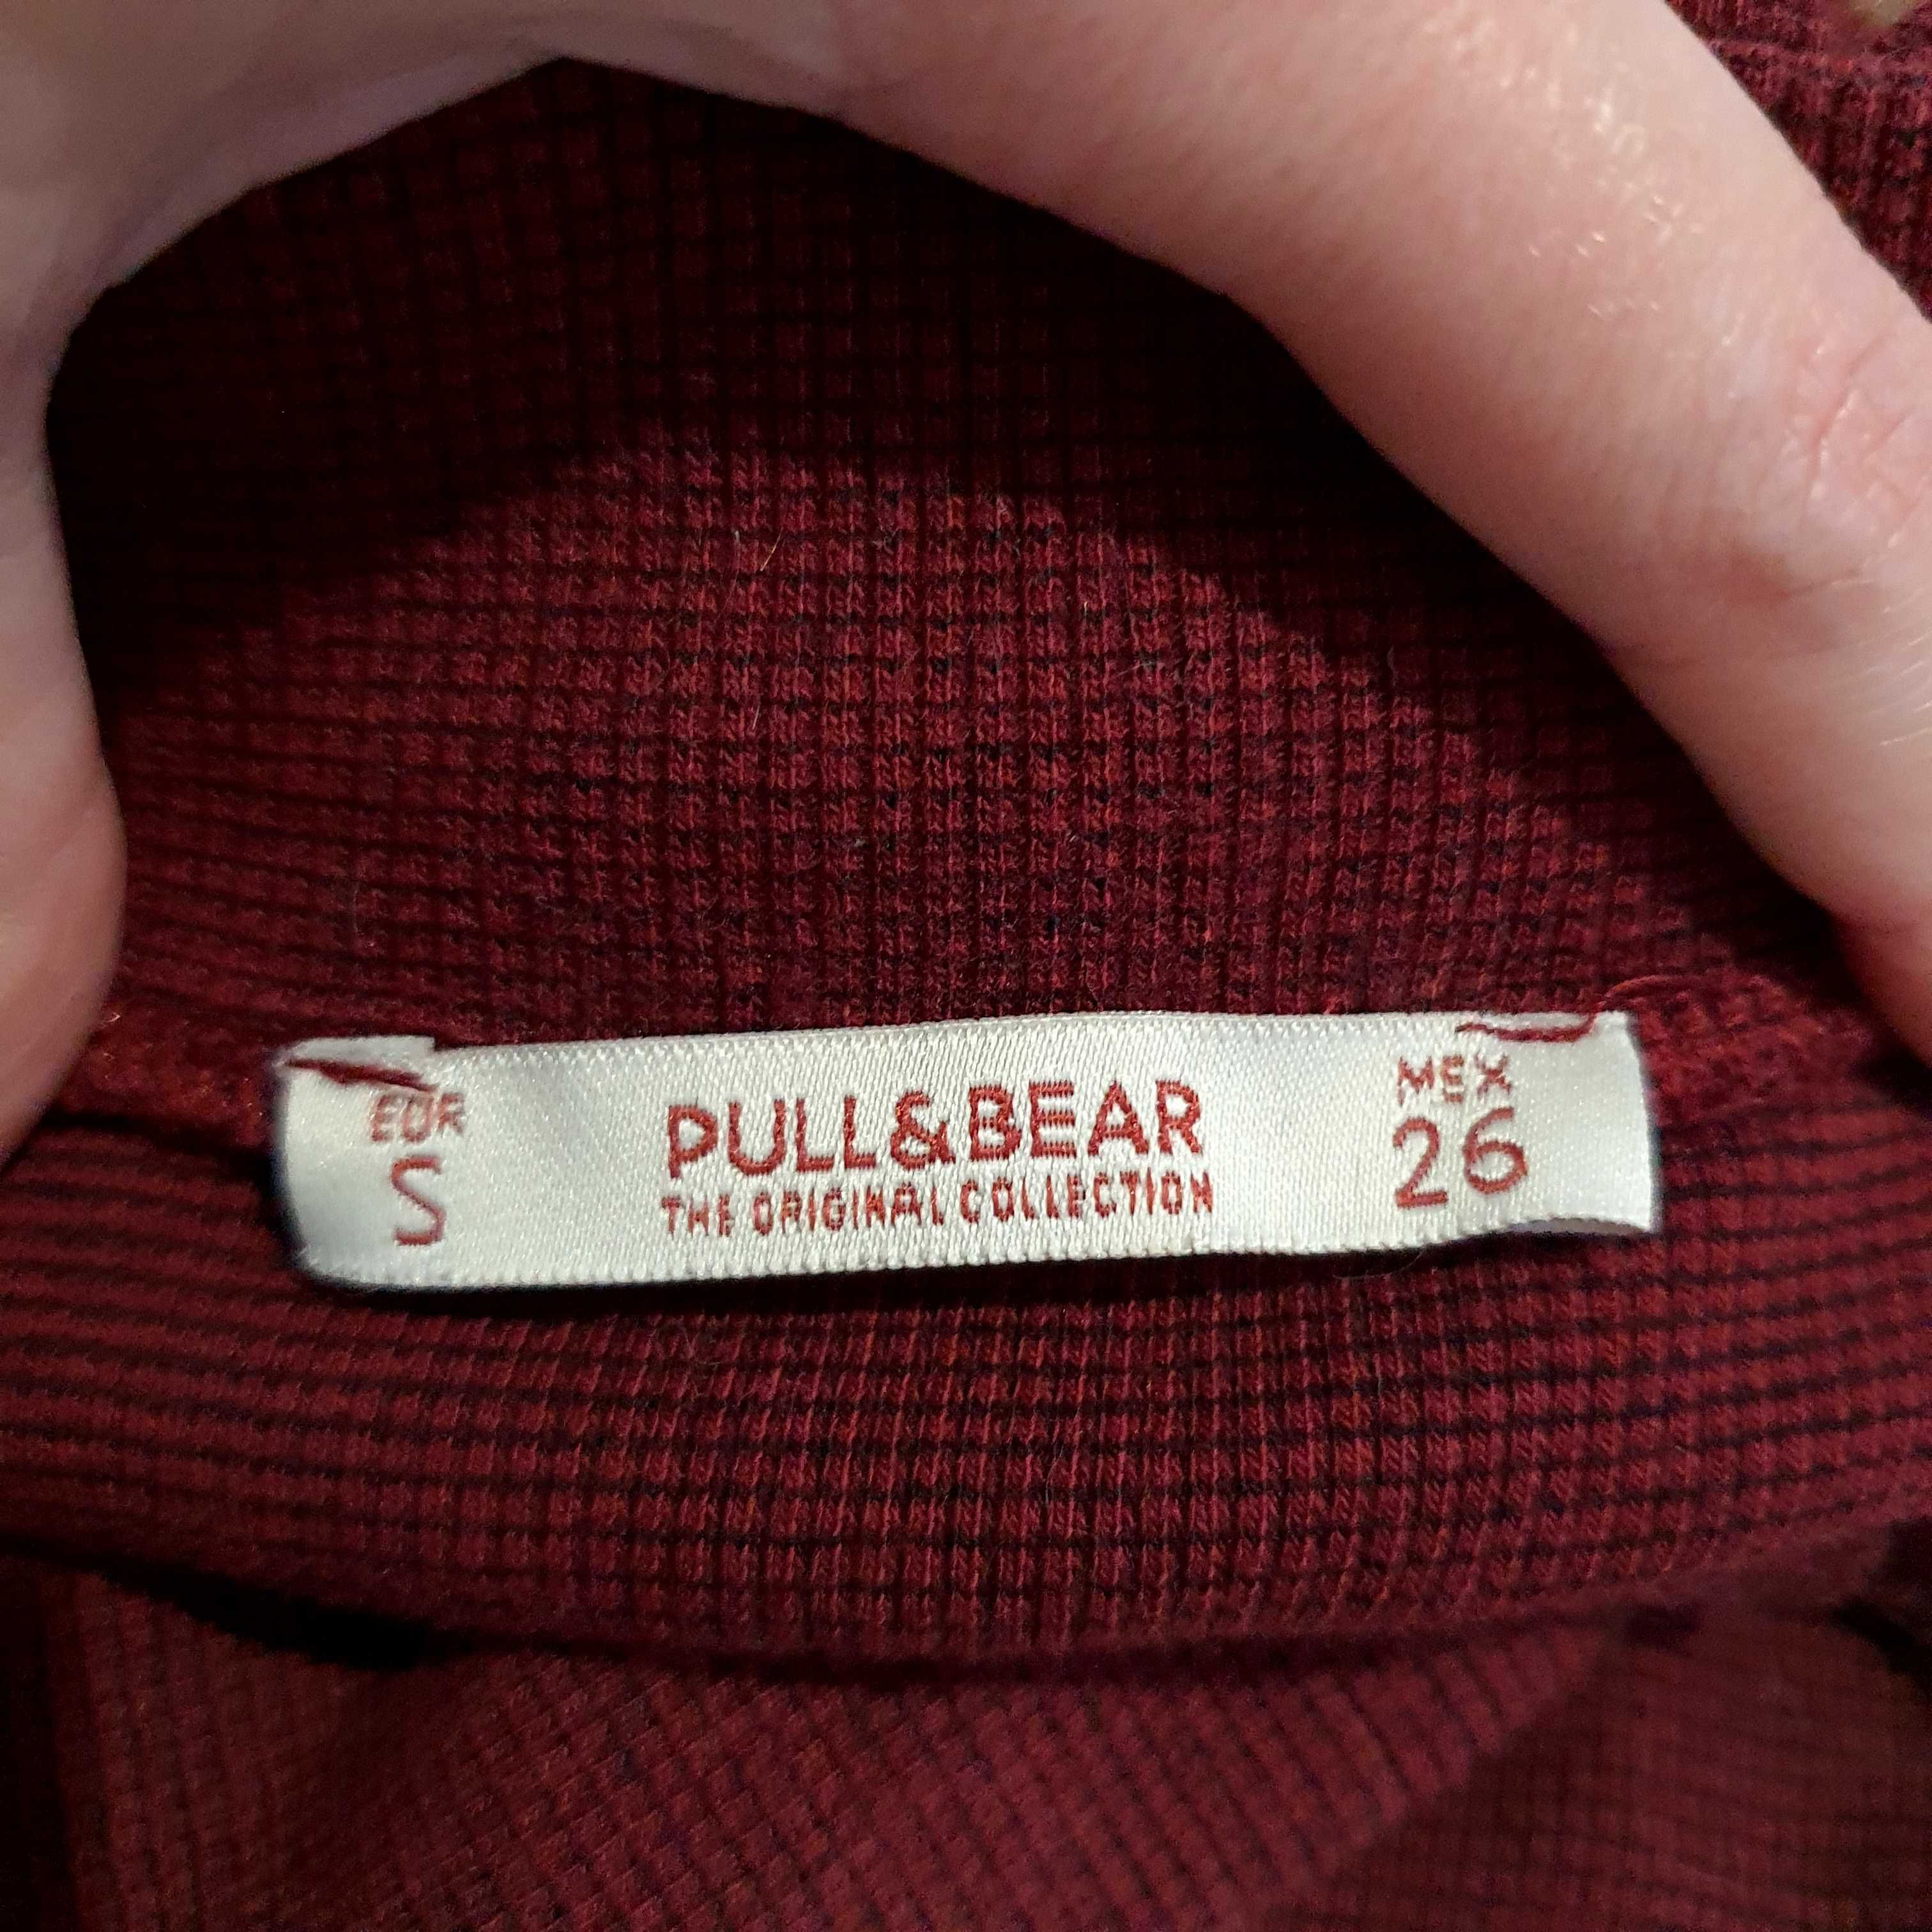 EUR
S
PULL&BEAR
THE ORIGINAL COLLECTION
MEX
26